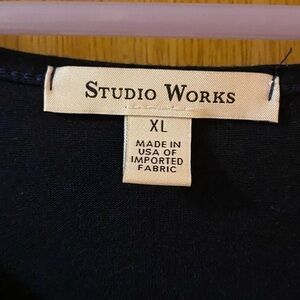 STUDIO WORKS
XL
MADE IN
USA OF
IMPORTED
FABRIC